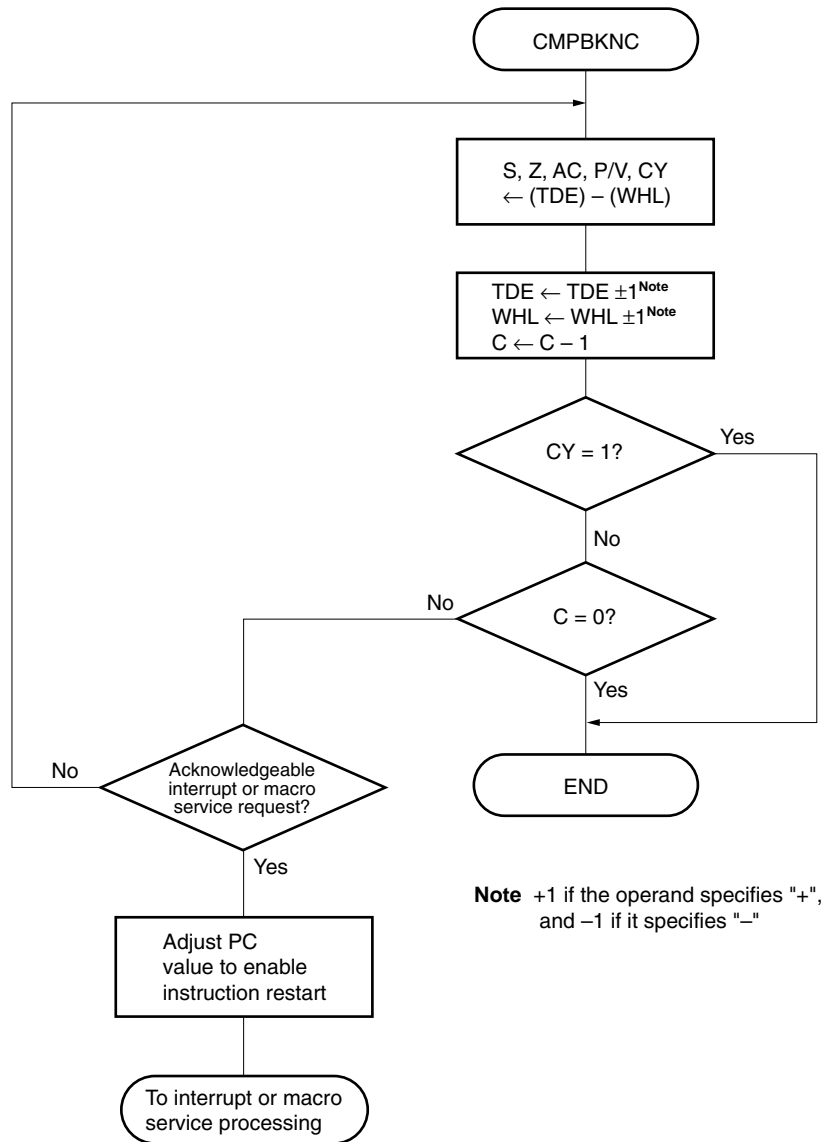 CMPBKNC
S, Z, AC, P/V, CY
← (TDE) – (WHL)
TDE ← TDE ±1Note
WHL ← WHL ±1Note
C ← C – 1
CY = 1?
Yes
No
C = 0?
No
Yes
Acknowledgeable
interrupt or macro
service request?
No
Yes
END
Note +1 if the operand specifies "+",
and –1 if it specifies "–"
Adjust PC
value to enable
instruction restart
To interrupt or macro
service processing